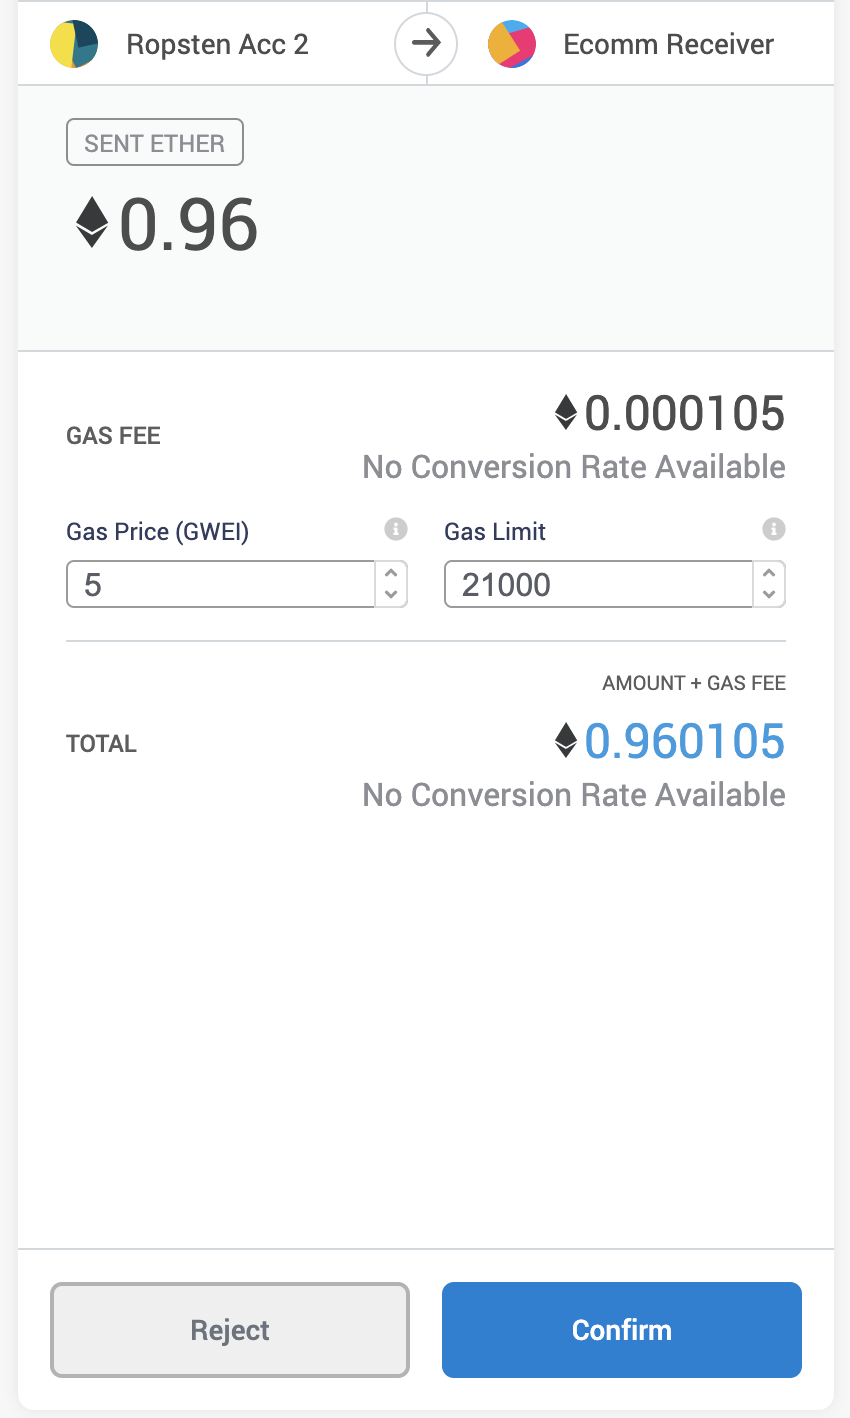 Ropsten Acc 2
Ecomm Receiver
SENT ETHER
0.96
GAS FEE
0.000105
No Conversion Rate Available
Gas Price (GWEI)
Gas Limit
5
21000
AMOUNT + GAS FEE
TOTAL
0.960105
No Conversion Rate Available
Reject
Confirm